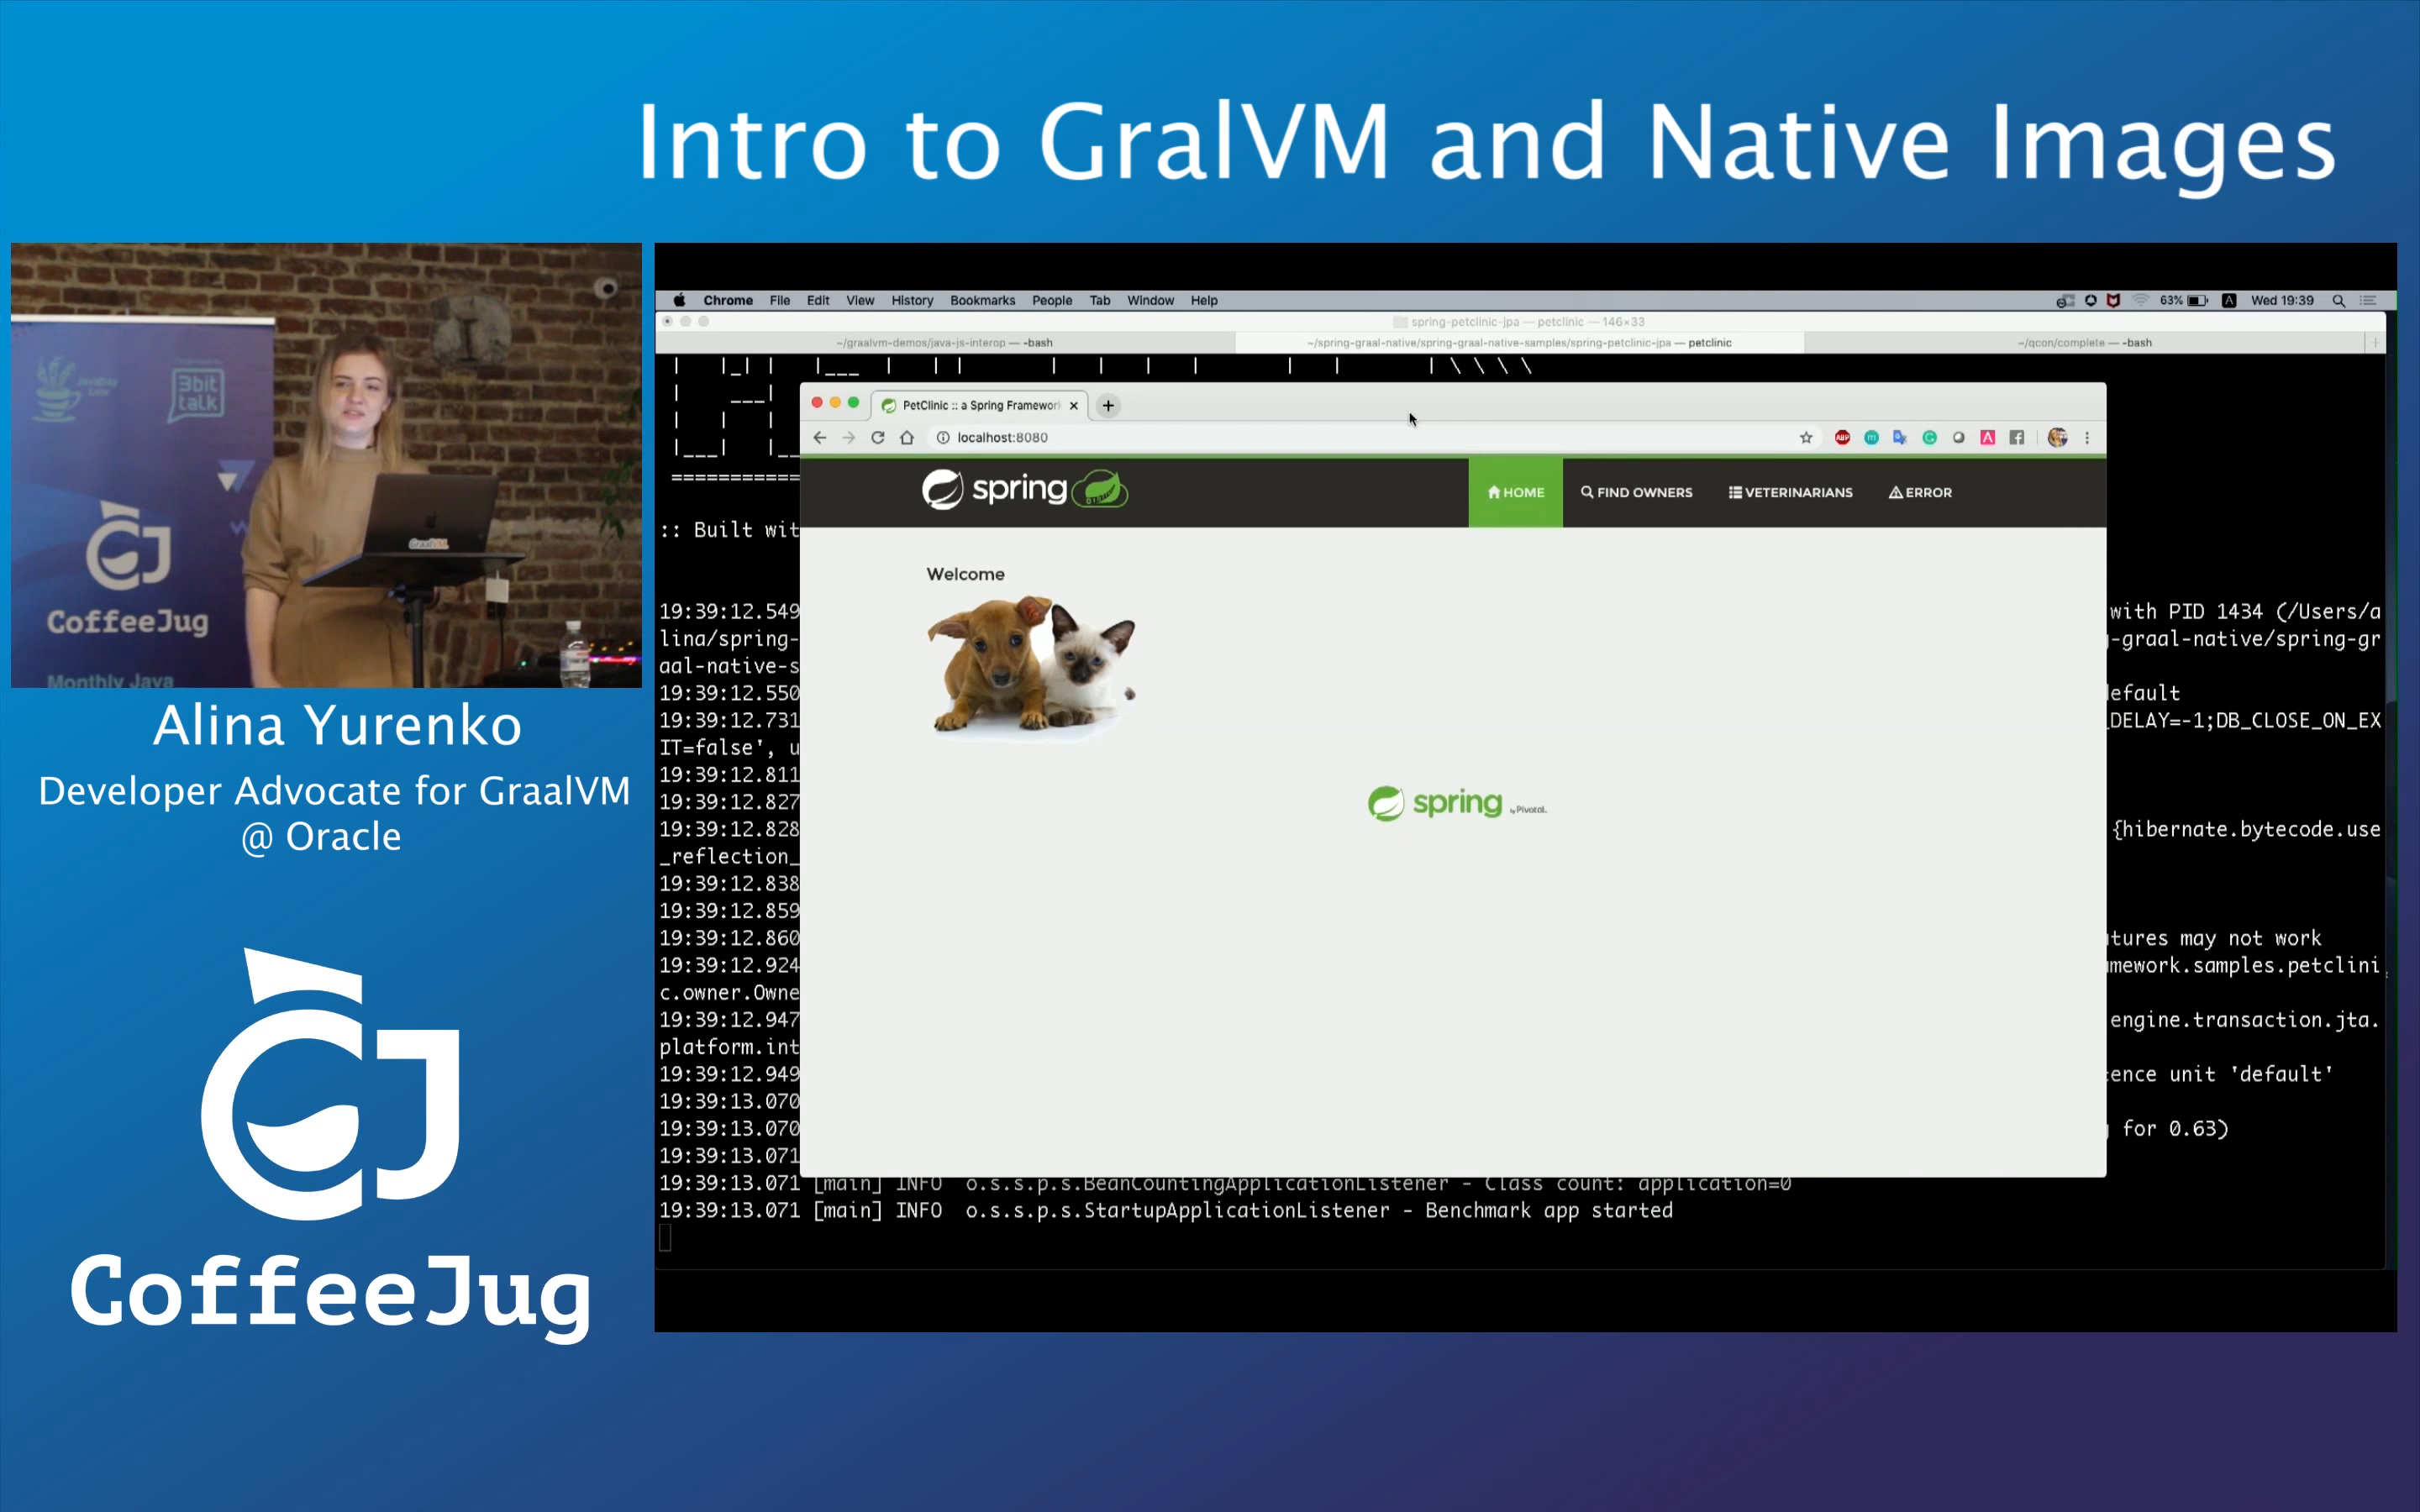 Intro to GralVM and Native Images
3bit
talk
CoffeeJug
Monthly Java
Alina Yurenko
Developer Advocate for GraalVM
@ Oracle
CoffeeJug
Chrome File Edit View History Bookmarks People Tab Window Help
63% Wed 19:39
spring-petclinic-jpa — petclinic — 146×33
~/graalvm-demos/java-js-interop — -bash
~/spring-graal-native/spring-graal-native-samples/spring-petclinic-jpa — petclinic
~/qcon/complete — -bash
PetClinic :: a Spring Framewor
localhost:8080
spring
HOME FIND OWNERS VETERINARIANS ERROR
Welcome
spring by Pivotal.
:: Built wit
19:39:12.549 with PID 1434 (/Users/a
lina/spring- -graal-native/spring-gr
aal-native-s
19:39:12.550 efault
19:39:12.731 _DELAY=-1;DB_CLOSE_ON_EX
IT=false', u
19:39:12.811
19:39:12.827
19:39:12.828 {hibernate.bytecode.use
_reflection_
19:39:12.838
19:39:12.859
19:39:12.860 tures may not work
19:39:12.924 mework.samples.petclini
c.owner.Owne
19:39:12.947 engine.transaction.jta.
platform.int
19:39:12.949 ence unit 'default'
19:39:13.070
19:39:13.070 for 0.63)
19:39:13.071
19:39:13.071 [main] INFO o.s.s.p.s.BeanCountingApplicationListener - Class count: application=0
19:39:13.071 [main] INFO o.s.s.p.s.StartupApplicationListener - Benchmark app started